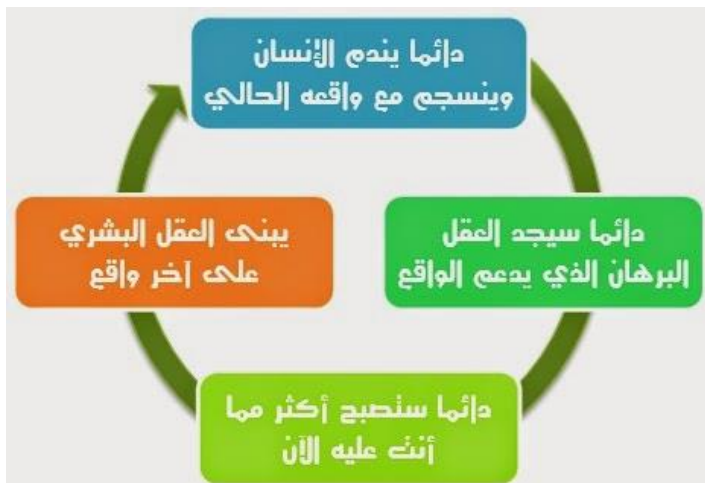 دائما يندم الإنسان
وينسجم مع واقعه الحالي
دائما سيجد العقل
البرهان الذي يدعم الواقع
دائما ستصبح أكثر مما
أنت عليه الآن
يبنى العقل البشري
على آخر واقع